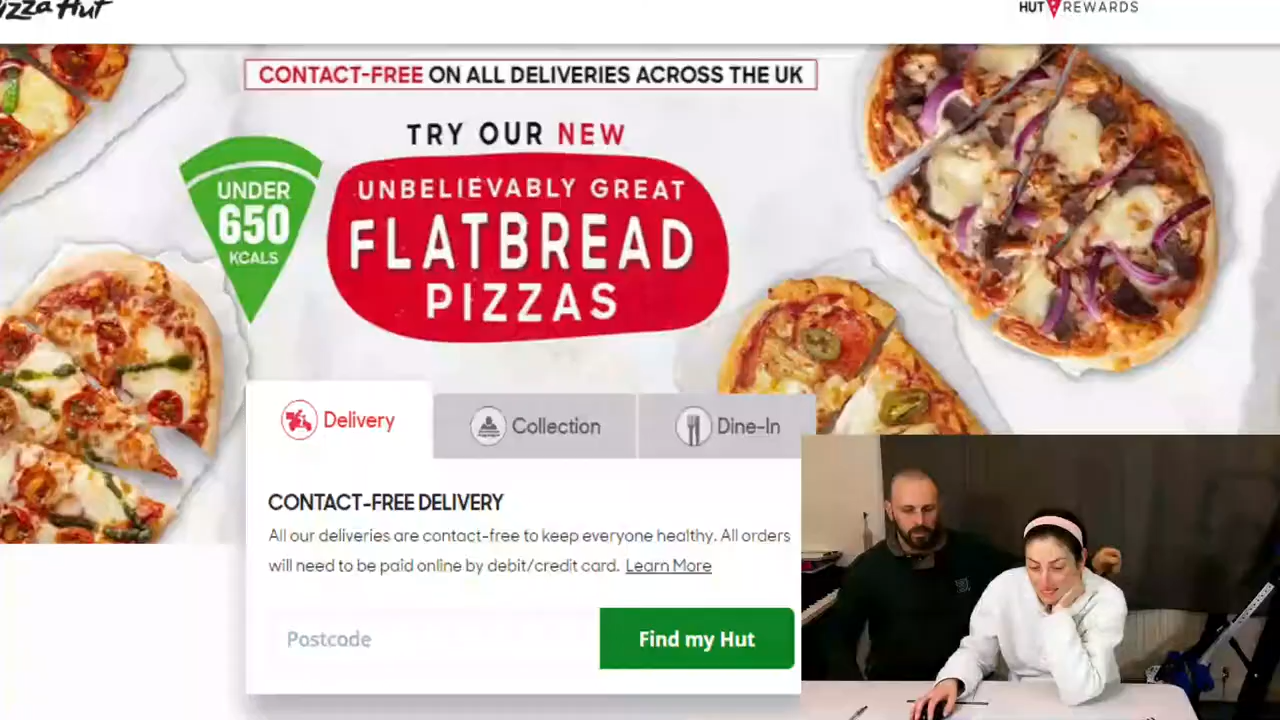 Pizza Hut
HUT REWARDS
CONTACT-FREE ON ALL DELIVERIES ACROSS THE UK
TRY OUR NEW
UNBELIEVABLY GREAT
FLATBREAD
PIZZAS
UNDER
650
KCALS
Delivery
Collection
Dine-In
CONTACT-FREE DELIVERY
All our deliveries are contact-free to keep everyone healthy. All orders
will need to be paid online by debit/credit card. Learn More
Postcode
Find my Hut